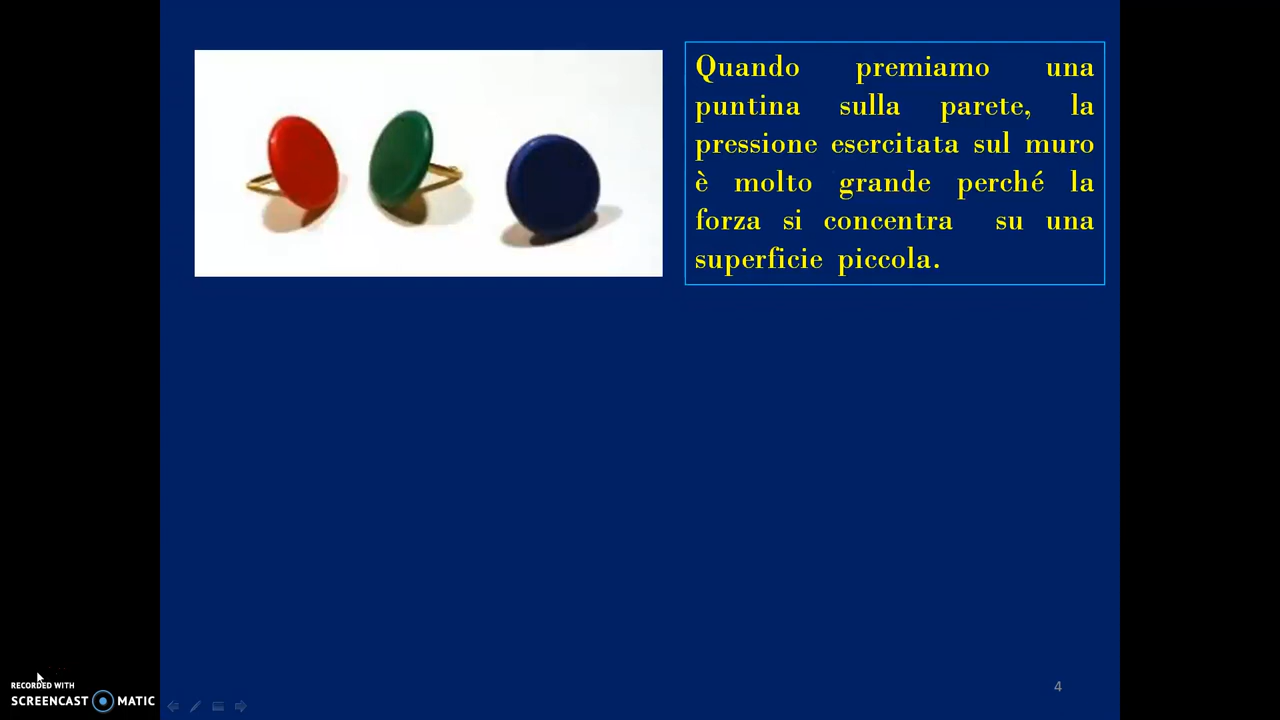 Quando premiamo una
puntina sulla parete, la
pressione esercitata sul muro
è molto grande perché la
forza si concentra su una
superficie piccola.
4
RECORDED WITH
SCREENCAST MATIC